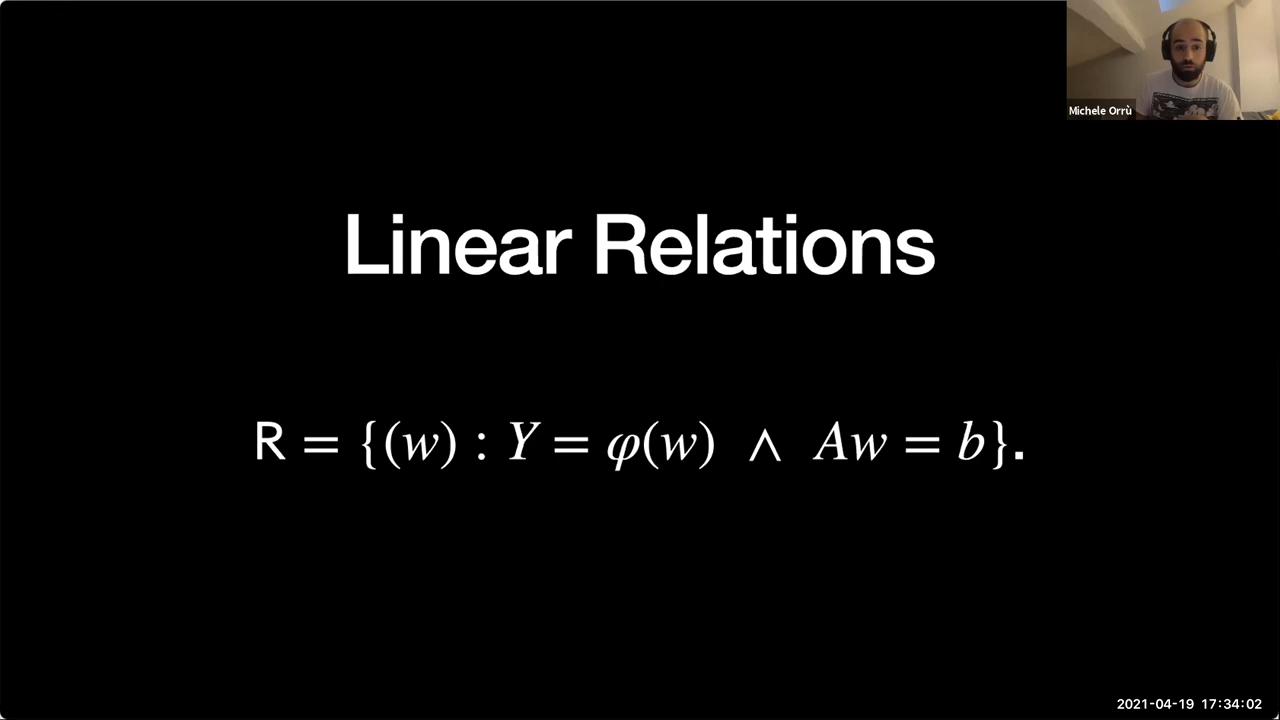 Michele Orrù
Linear Relations
R = {(w) : Y = φ(w) ∧ Aw = b}.
2021-04-19 17:34:02